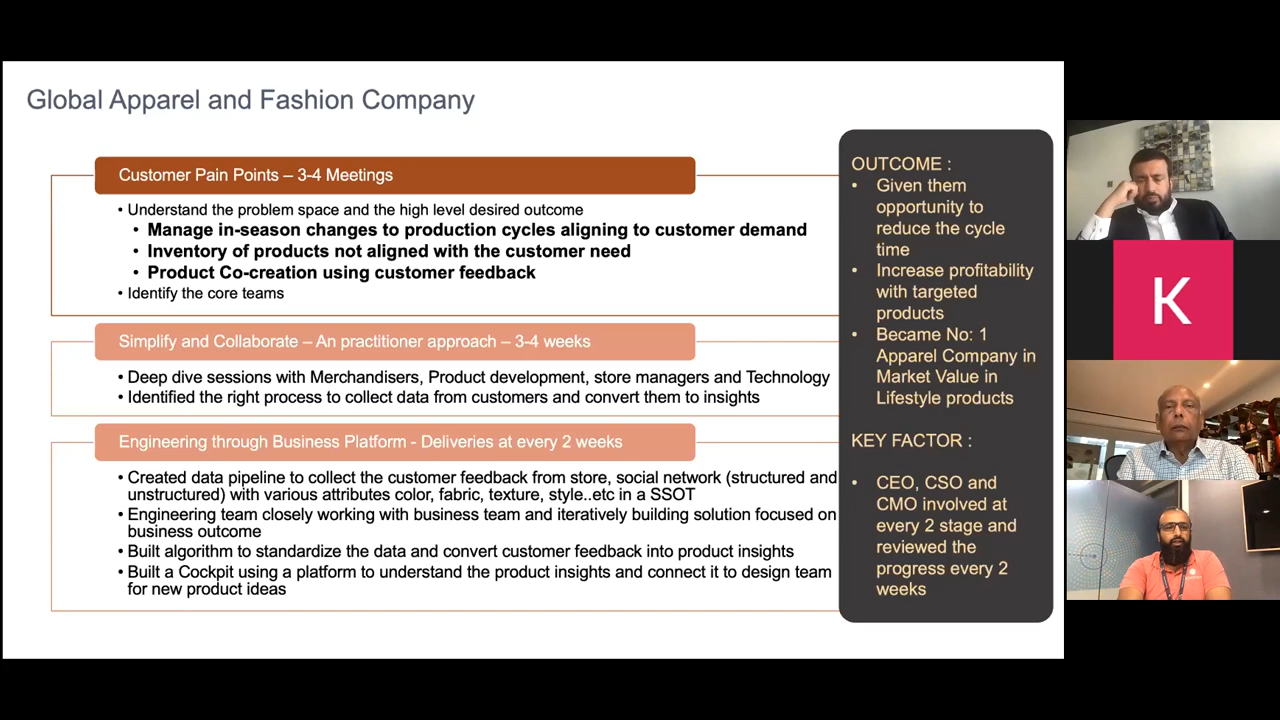 Global Apparel and Fashion Company
Customer Pain Points – 3-4 Meetings
• Understand the problem space and the high level desired outcome
• Manage in-season changes to production cycles aligning to customer demand
• Inventory of products not aligned with the customer need
• Product Co-creation using customer feedback
• Identify the core teams
Simplify and Collaborate – An practitioner approach – 3-4 weeks
• Deep dive sessions with Merchandisers, Product development, store managers and Technology
• Identified the right process to collect data from customers and convert them to insights
Engineering through Business Platform - Deliveries at every 2 weeks
• Created data pipeline to collect the customer feedback from store, social network (structured and
unstructured) with various attributes color, fabric, texture, style..etc in a SSOT
• Engineering team closely working with business team and iteratively building solution focused on
business outcome
• Built algorithm to standardize the data and convert customer feedback into product insights
• Built a Cockpit using a platform to understand the product insights and connect it to design team
for new product ideas
OUTCOME :
• Given them
opportunity to
reduce the cycle
time
• Increase profitability
with targeted
products
• Became No: 1
Apparel Company in
Market Value in
Lifestyle products
KEY FACTOR :
• CEO, CSO and
CMO involved at
every 2 stage and
reviewed the
progress every 2
weeks
K